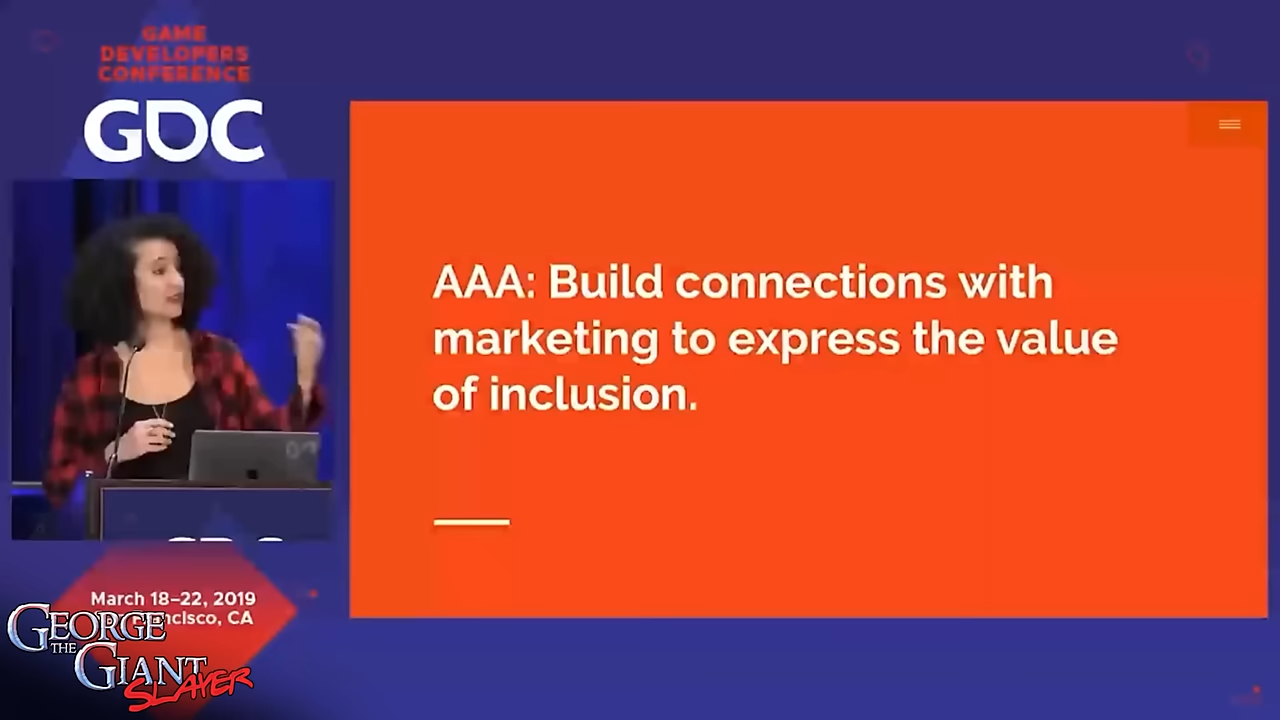 GAME
DEVELOPERS
CONFERENCE
GDC
AAA: Build connections with
marketing to express the value
of inclusion.
March 18–22, 2019
ncisco, CA
GEORGE
THE
GIANT
SLAYER